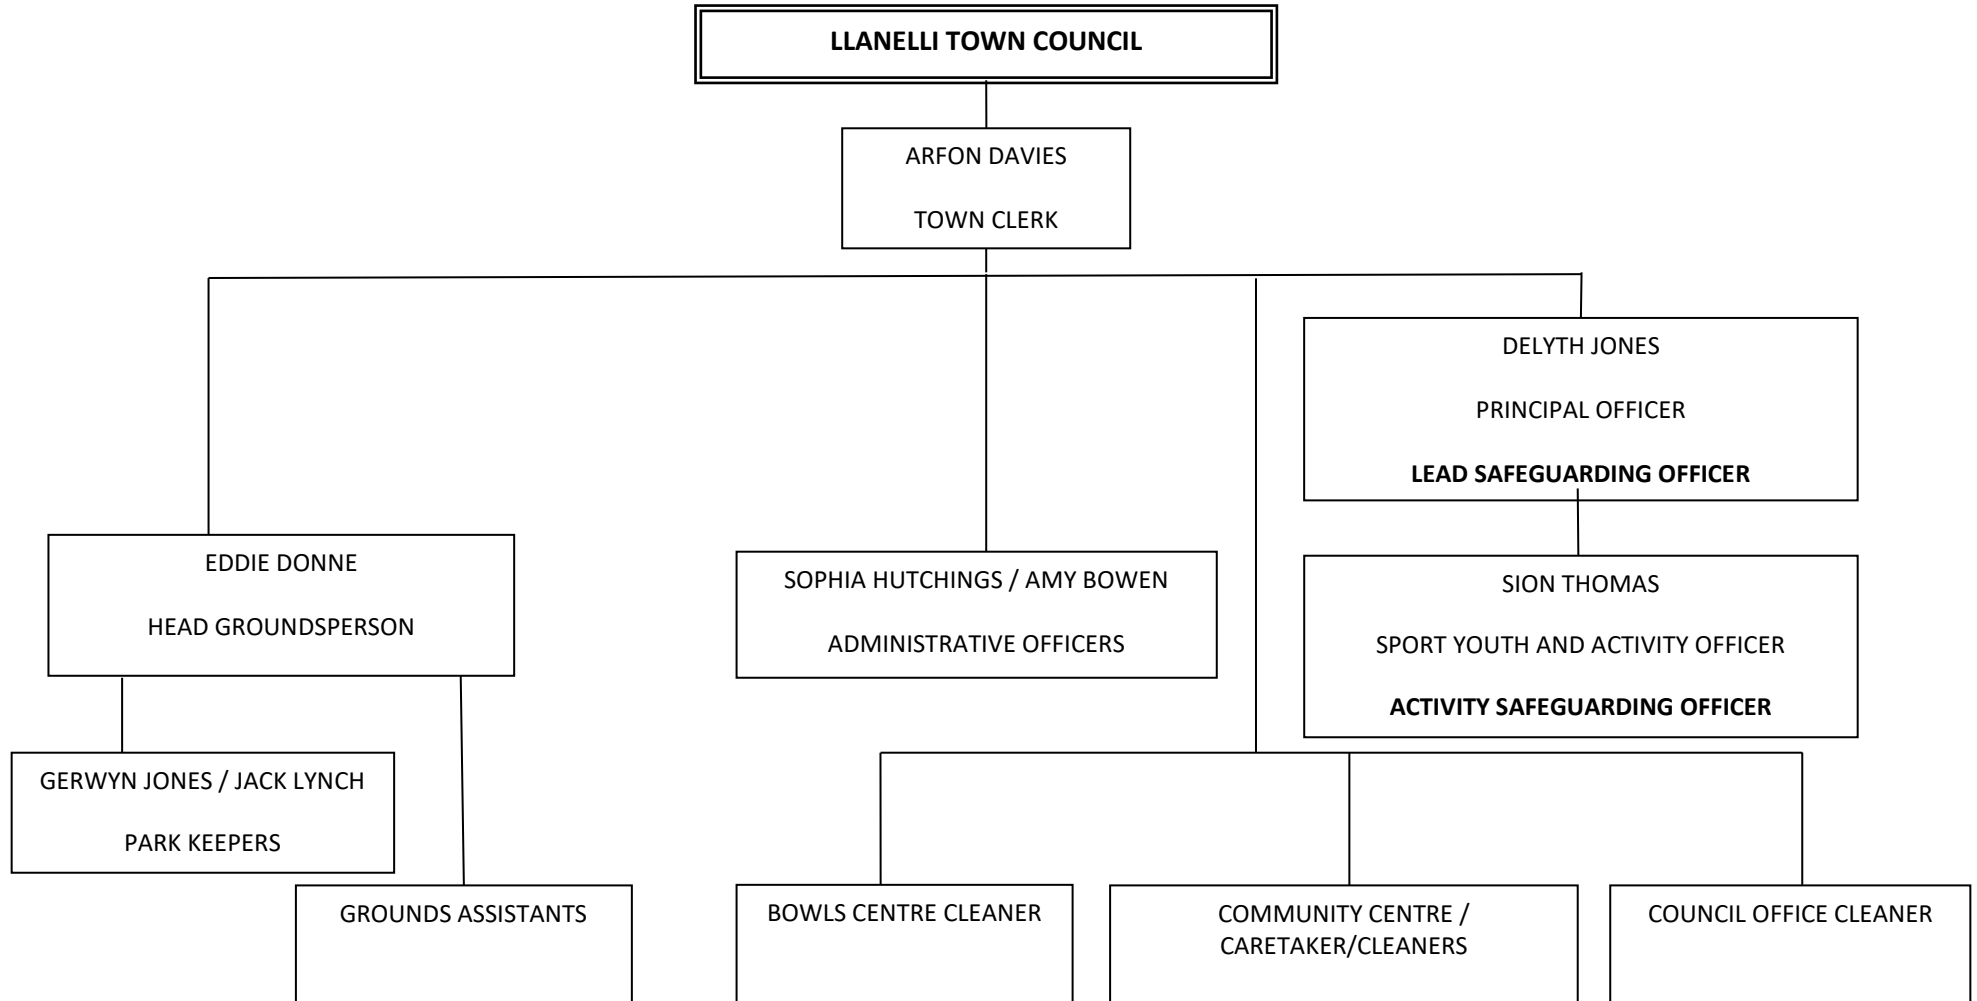 LLANELLI TOWN COUNCIL
ARFON DAVIES
TOWN CLERK
DELYTH JONES
PRINCIPAL OFFICER
LEAD SAFEGUARDING OFFICER
EDDIE DONNE
HEAD GROUNDSPERSON
SOPHIA HUTCHINGS / AMY BOWEN
ADMINISTRATIVE OFFICERS
SION THOMAS
SPORT YOUTH AND ACTIVITY OFFICER
ACTIVITY SAFEGUARDING OFFICER
GERWYN JONES / JACK LYNCH
PARK KEEPERS
GROUNDS ASSISTANTS
BOWLS CENTRE CLEANER
COMMUNITY CENTRE /
CARETAKER/CLEANERS
COUNCIL OFFICE CLEANER